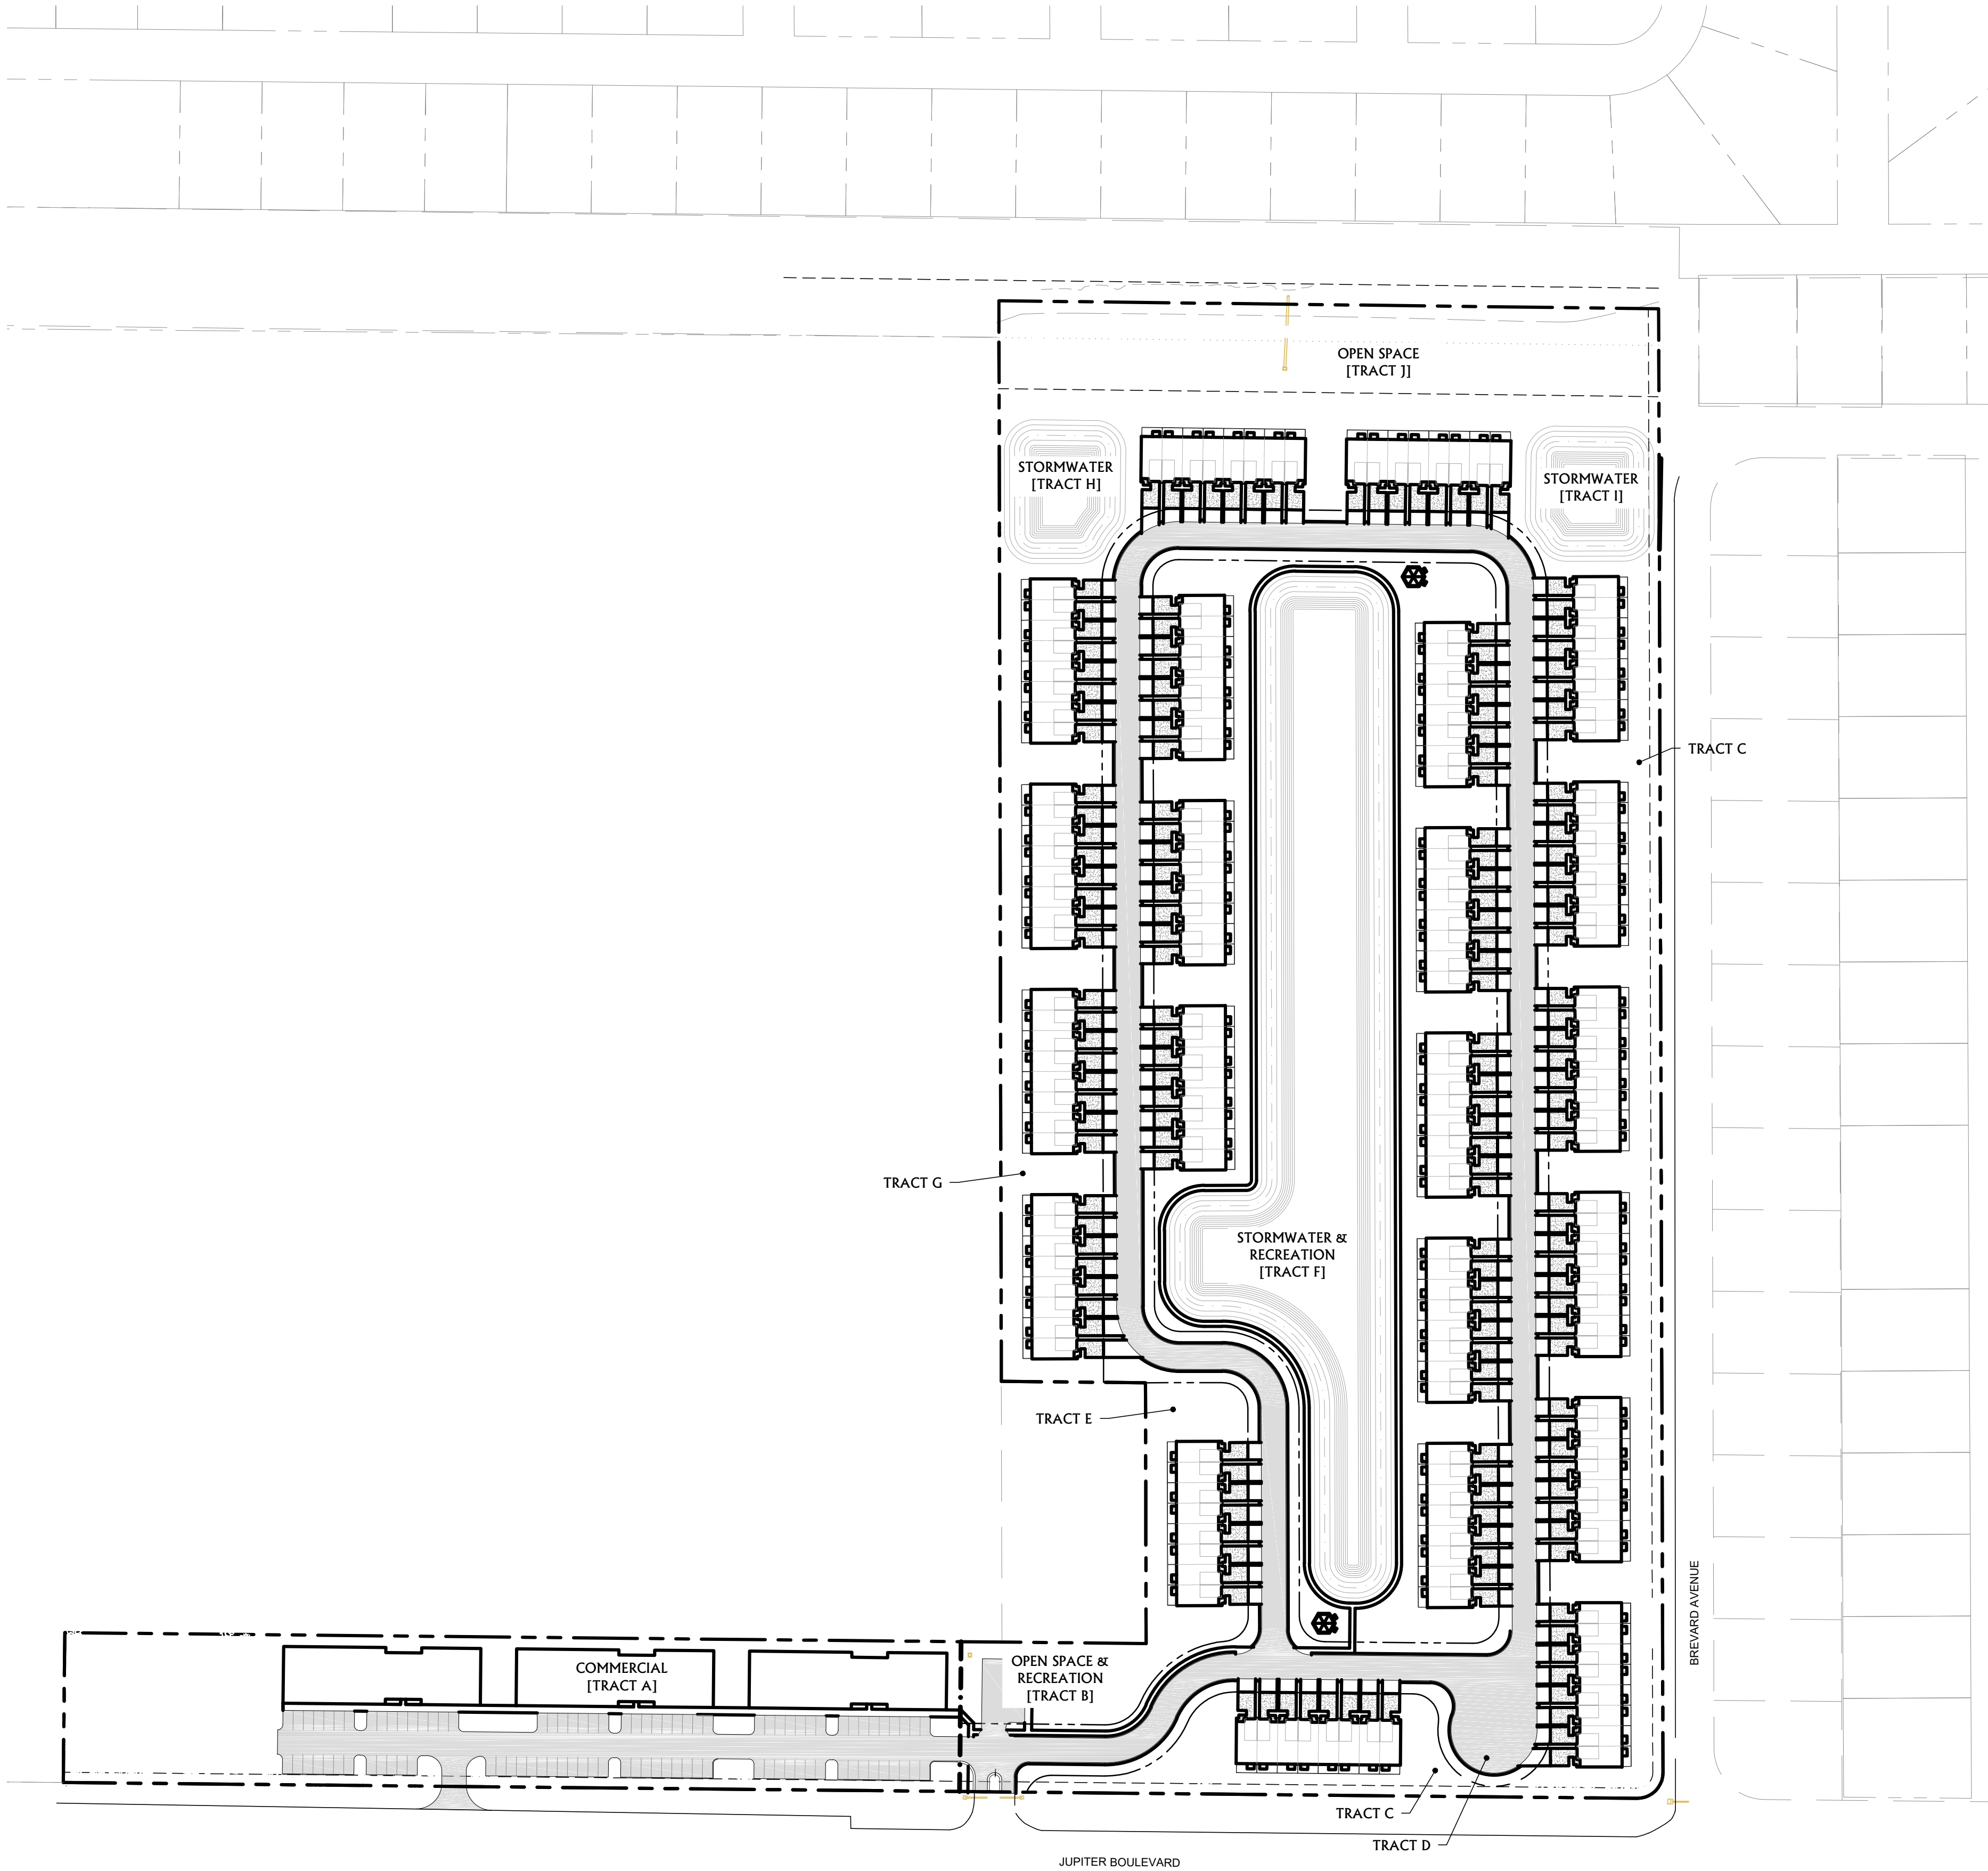 OPEN SPACE
[TRACT J]
STORMWATER
[TRACT H]
STORMWATER
[TRACT I]
TRACT C
TRACT G
STORMWATER &
RECREATION
[TRACT F]
TRACT E
BREVARD AVENUE
COMMERCIAL
[TRACT A]
OPEN SPACE &
RECREATION
[TRACT B]
TRACT C
TRACT D
JUPITER BOULEVARD